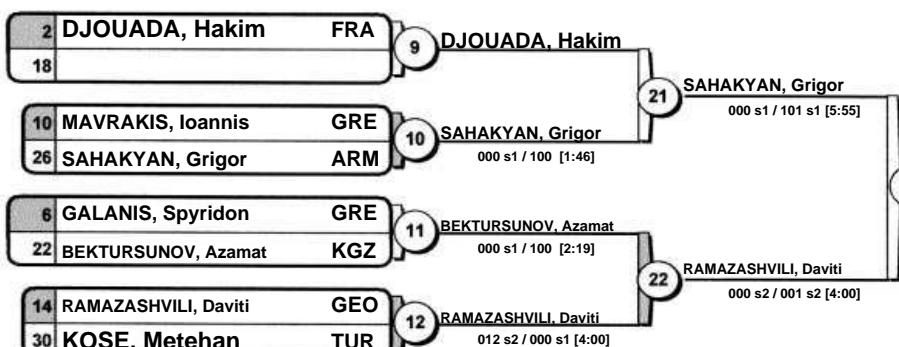 2 DJOUADA, Hakim FRA
18
9 DJOUADA, Hakim
10 MAVRAKIS, Ioannis GRE
26 SAHAKYAN, Grigor ARM
10 SAHAKYAN, Grigor
000 s1 / 100 [1:46]
21 SAHAKYAN, Grigor
000 s1 / 101 s1 [5:55]
6 GALANIS, Spyridon GRE
22 BEKTURSUNOV, Azamat KGZ
11 BEKTURSUNOV, Azamat
000 s1 / 100 [2:19]
14 RAMAZASHVILI, Daviti GEO
30 KOSE, Metehan TUR
12 RAMAZASHVILI, Daviti
012 s2 / 000 s1 [4:00]
22 RAMAZASHVILI, Daviti
000 s2 / 001 s2 [4:00]